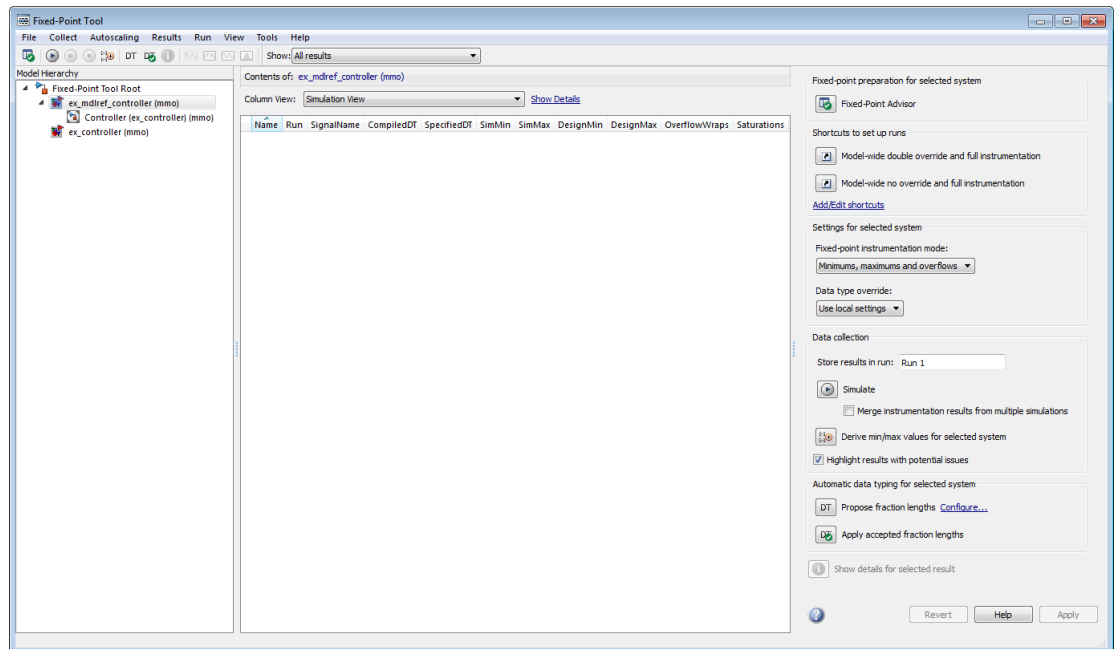 Fixed-Point Tool
File Collect Autoscaling Results Run View Tools Help
DT Show: All results
Model Hierarchy
Fixed-Point Tool Root
ex_mdlref_controller (mmo)
Controller (ex_controller) (mmo)
ex_controller (mmo)
Contents of: ex_mdlref_controller (mmo)
Column View: Simulation View Show Details
Name Run SignalName CompiledDT SpecifiedDT SimMin SimMax DesignMin DesignMax OverflowWraps Saturations
Fixed-point preparation for selected system
Fixed-Point Advisor
Shortcuts to set up runs
Model-wide double override and full instrumentation
Model-wide no override and full instrumentation
Add/Edit shortcuts
Settings for selected system
Fixed-point instrumentation mode:
Minimums, maximums and overflows
Data type override:
Use local settings
Data collection
Store results in run: Run 1
Simulate
Merge instrumentation results from multiple simulations
Derive min/max values for selected system
Highlight results with potential issues
Automatic data typing for selected system
DT Propose fraction lengths Configure...
DT Apply accepted fraction lengths
Show details for selected result
Revert Help Apply